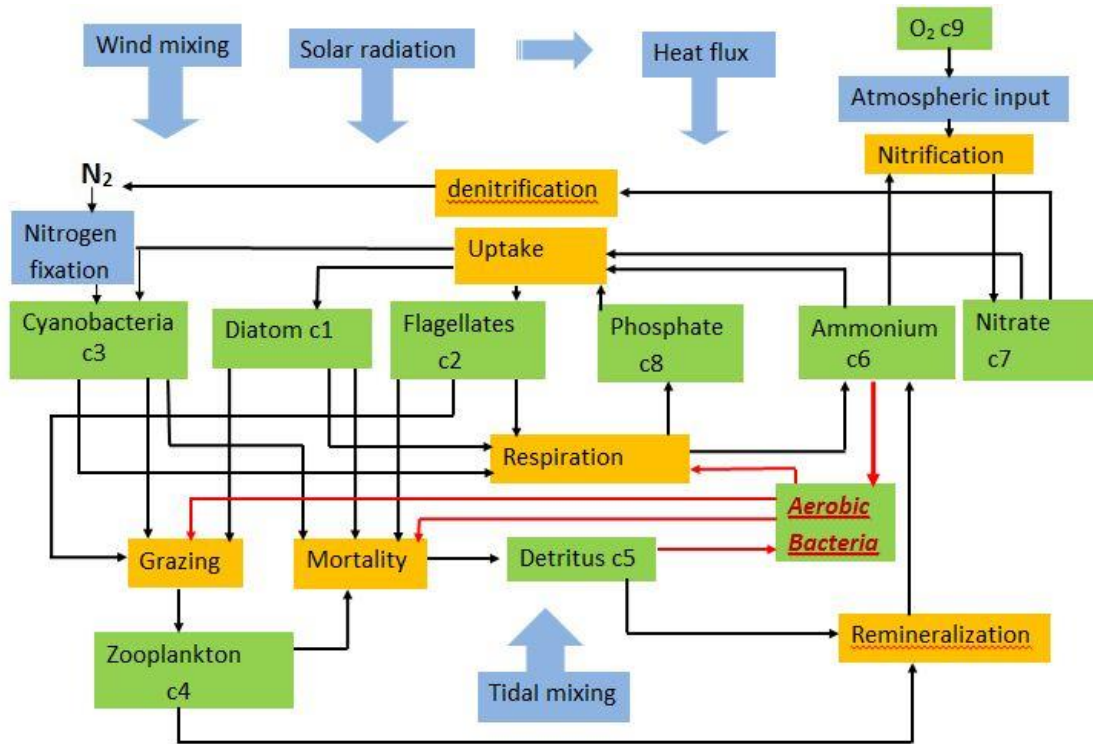 O₂ c9
Wind mixing
Solar radiation
Heat flux
Atmospheric input
Nitrification
N₂
denitrification
Nitrogen
fixation
Uptake
Cyanobacteria
c3
Diatom c1
Flagellates
c2
Phosphate
c8
Ammonium
c6
Nitrate
c7
Respiration
Aerobic
Bacteria
Grazing
Mortality
Detritus c5
Remineralization
Zooplankton
c4
Tidal mixing